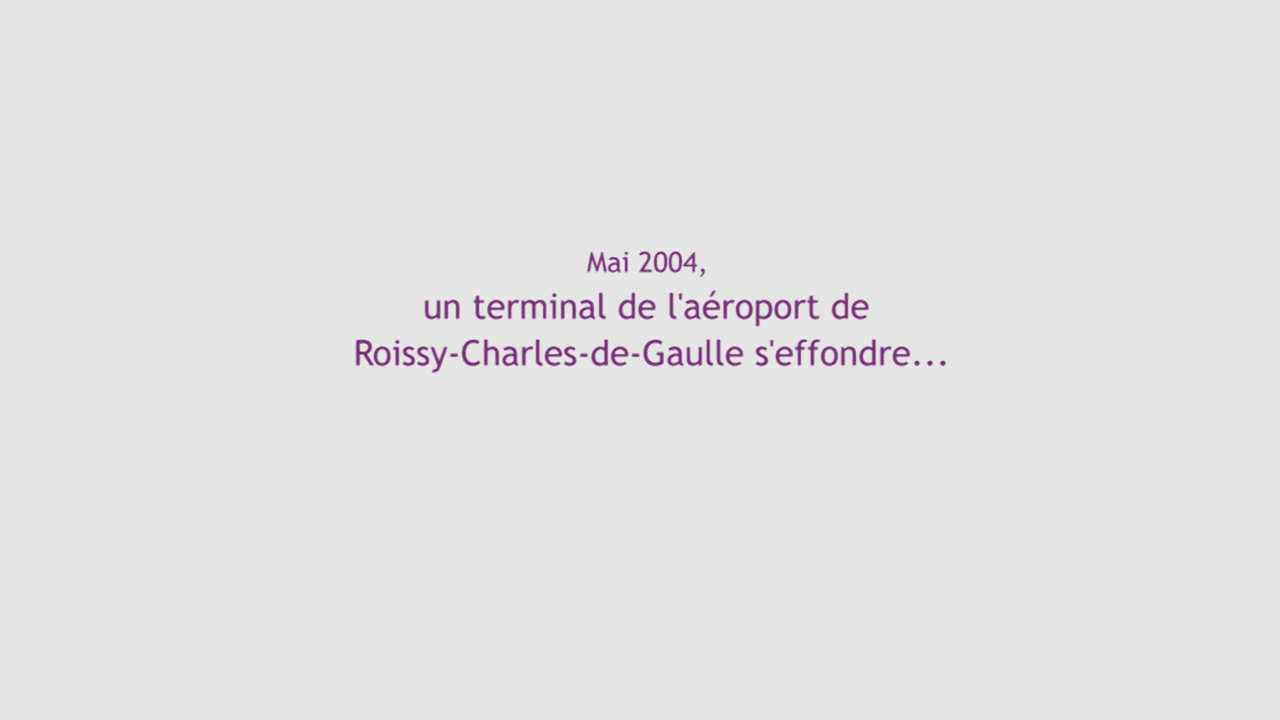 Mai 2004,
un terminal de l'aéroport de
Roissy-Charles-de-Gaulle s'effondre...